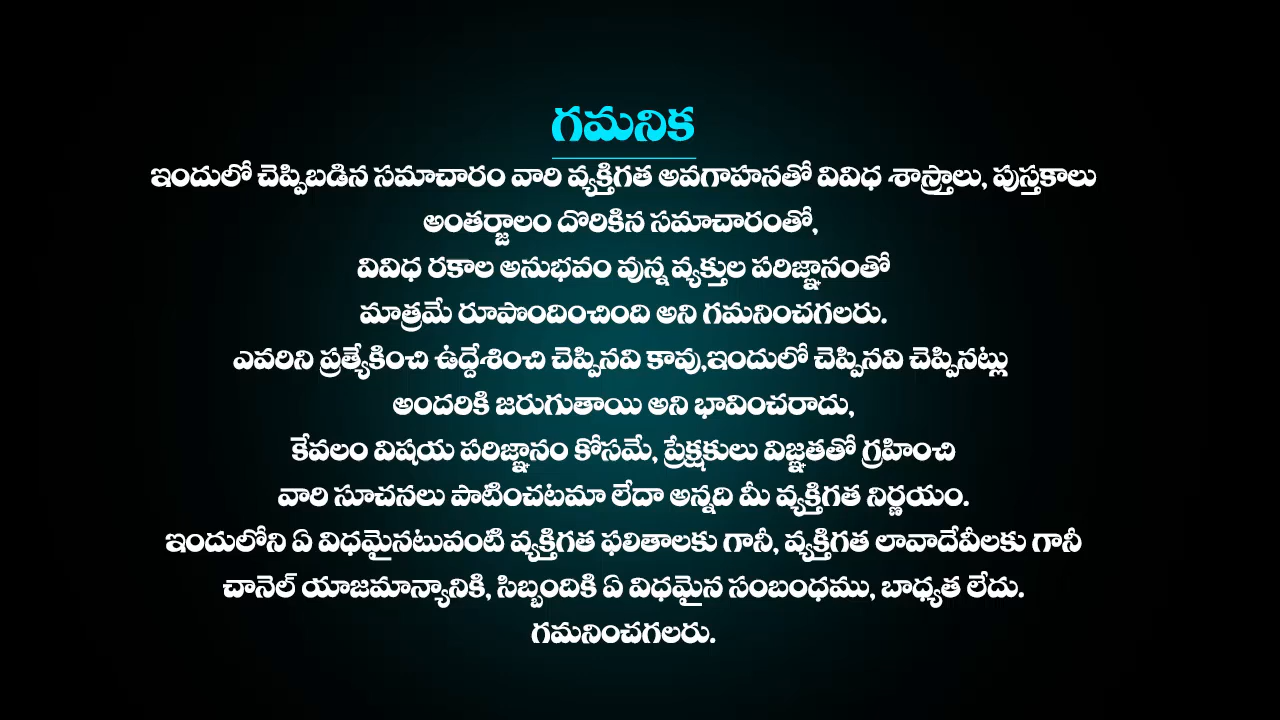 గమనిక
ఇందులో చెప్పిబడిన సమాచారం వారి వ్యక్తిగత అవగాహనతో వివిధ శాస్త్రాలు, పుస్తకాలు
అంతర్జాలం దొరికిన సమాచారంతో,
వివిధ రకాల అనుభవం వున్న వ్యక్తుల పరిజ్ఞానంతో
మాత్రమే రూపొందించింది అని గమనించగలరు.
ఎవరిని ప్రత్యేకించి ఉద్దేశించి చెప్పినవి కావు,ఇందులో చెప్పినవి చెప్పినట్లు
అందరికి జరుగుతాయి అని భావించరాదు,
కేవలం విషయ పరిజ్ఞానం కోసమే, ప్రేక్షకులు విజ్ఞతతో గ్రహించి
వారి సూచనలు పాటించటమా లేదా అన్నది మీ వ్యక్తిగత నిర్ణయం.
ఇందులోని ఏ విధమైనటువంటి వ్యక్తిగత ఫలితాలకు గానీ, వ్యక్తిగత లావాదేవీలకు గానీ
చానెల్ యాజమాన్యానికి, సిబ్బందికి ఏ విధమైన సంబంధము, బాధ్యత లేదు.
గమనించగలరు.